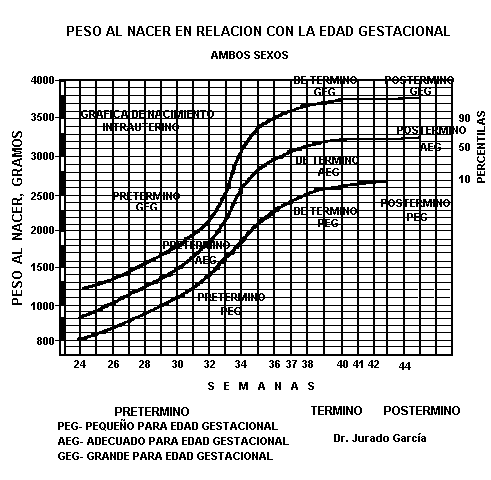 PESO AL NACER EN RELACION CON LA EDAD GESTACIONAL
AMBOS SEXOS
4000
3500
3000
2500
2000
1500
1000
800
PESO AL NACER, GRAMOS
GRAFICA DE NACIMIENTO
INTRAUTERINO
DE TERMINO
GEG
POSTERMINO
GEG
90
50
10
PERCENTILAS
POSTERMINO
AEG
DE TERMINO
AEG
PRETERMINO
GEG
DE TERMINO
PEG
POSTERMINO
PEG
PRETERMINO
AEG
PRETERMINO
PEG
24 26 28 30 32 34 36 37 38 40 41 42 44
S E M A N A S
PRETERMINO TERMINO POSTERMINO
PEG- PEQUEÑO PARA EDAD GESTACIONAL
AEG- ADECUADO PARA EDAD GESTACIONAL
GEG- GRANDE PARA EDAD GESTACIONAL
Dr. Jurado García